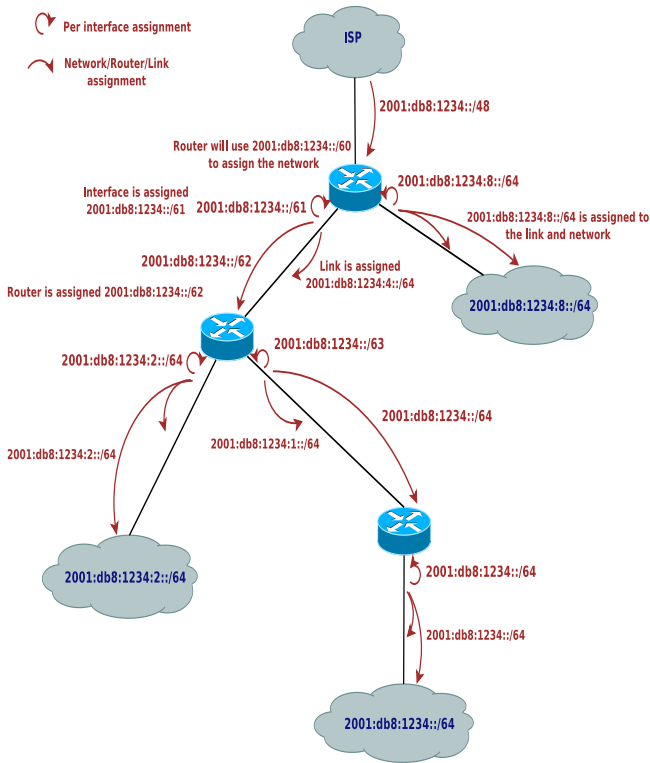 Per interface assignment
Network/Router/Link
assignment
ISP
2001:db8:1234::/48
Router will use 2001:db8:1234::/60
to assign the network
Interface is assigned
2001:db8:1234::/61
2001:db8:1234::/61
2001:db8:1234:8::/64
2001:db8:1234:8::/64 is assigned to
the link and network
2001:db8:1234::/62
Link is assigned
2001:db8:1234:4::/64
Router is assigned 2001:db8:1234::/62
2001:db8:1234:8::/64
2001:db8:1234:2::/64
2001:db8:1234::/63
2001:db8:1234::/64
2001:db8:1234:1::/64
2001:db8:1234:2::/64
2001:db8:1234:2::/64
2001:db8:1234::/64
2001:db8:1234::/64
2001:db8:1234::/64